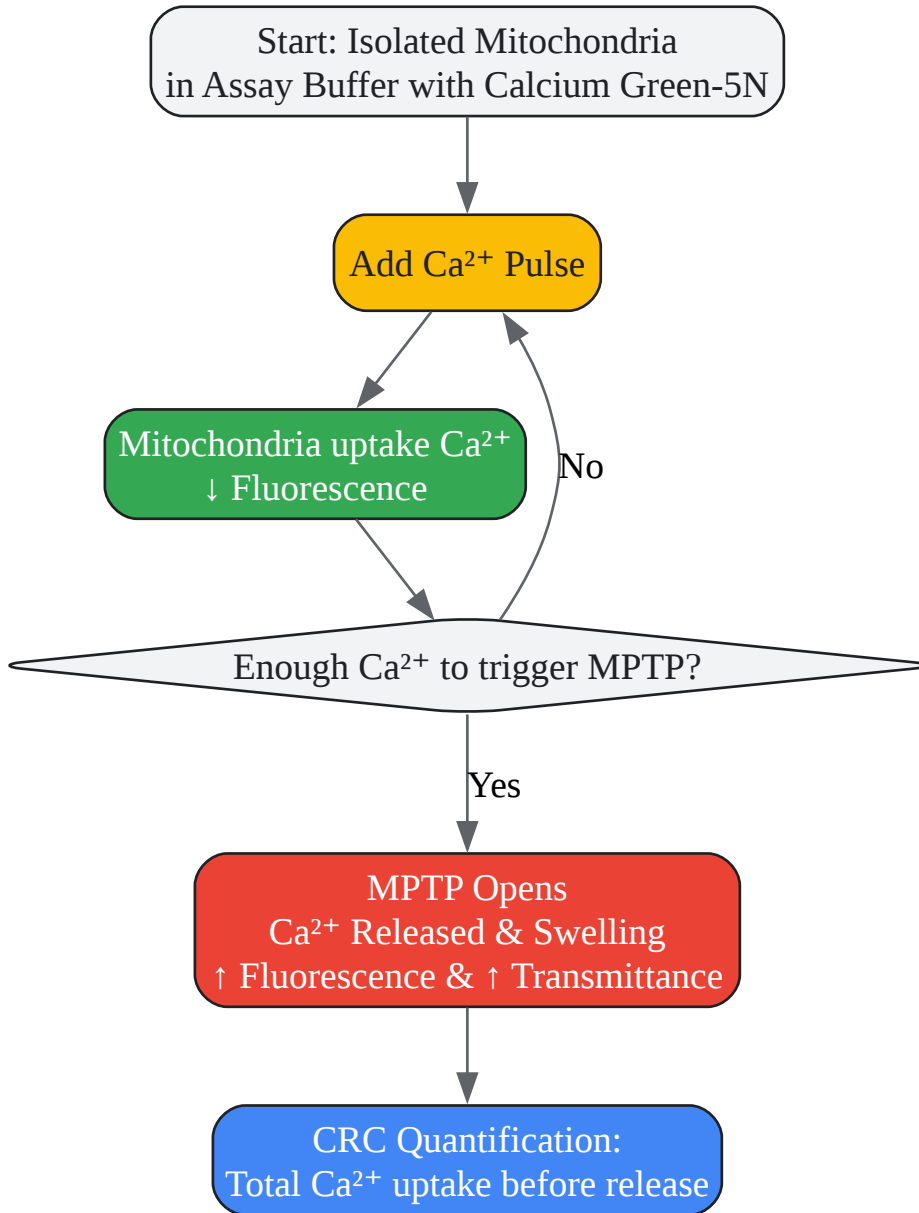 Start: Isolated Mitochondria
in Assay Buffer with Calcium Green-5N
Add Ca²⁺ Pulse
Mitochondria uptake Ca²⁺
↓ Fluorescence
No
Enough Ca²⁺ to trigger MPTP?
Yes
MPTP Opens
Ca²⁺ Released & Swelling
↑ Fluorescence & ↑ Transmittance
CRC Quantification:
Total Ca²⁺ uptake before release